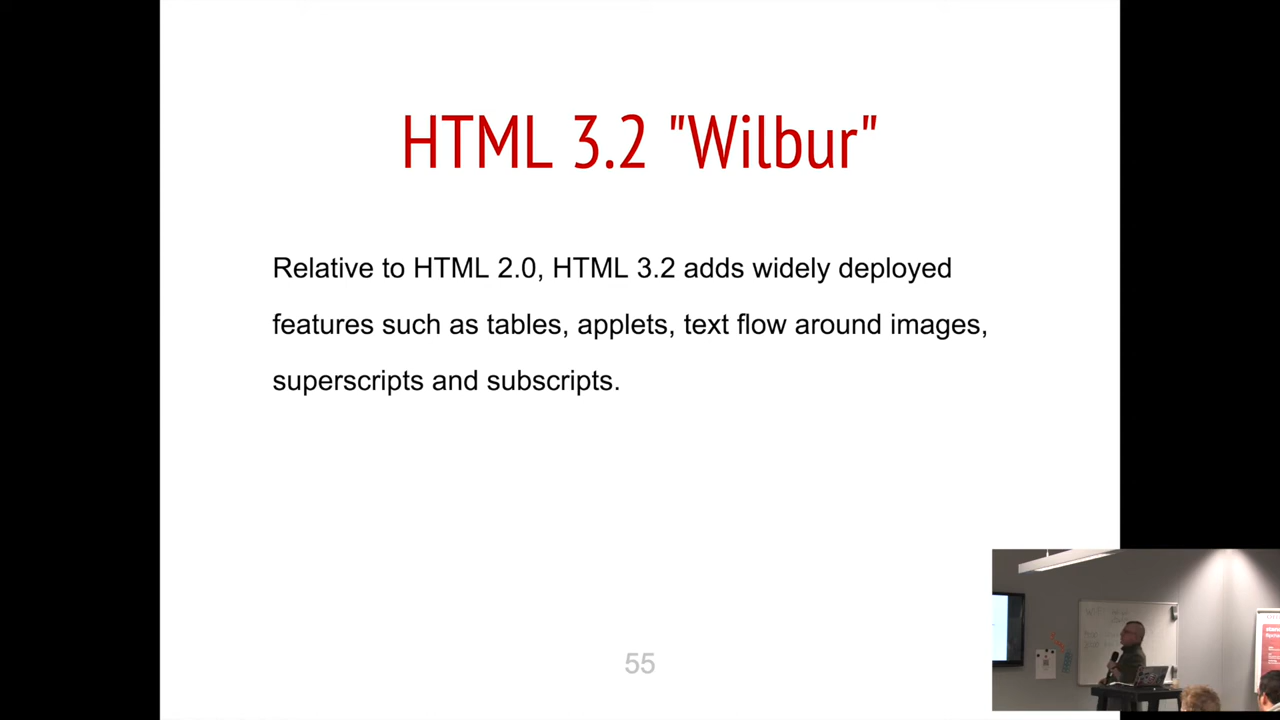 HTML 3.2 "Wilbur"
Relative to HTML 2.0, HTML 3.2 adds widely deployed
features such as tables, applets, text flow around images,
superscripts and subscripts.
55